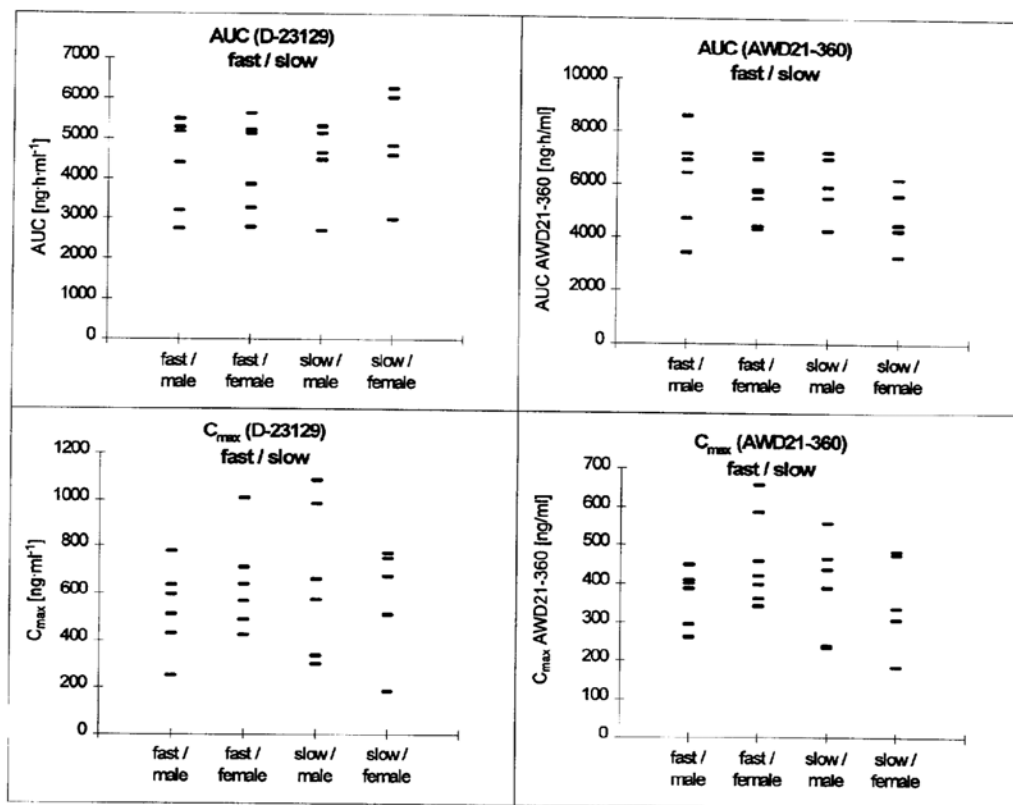 AUC (D-23129)
fast / slow
AUC [ng·h·ml⁻¹]
7000
6000
5000
4000
3000
2000
1000
0
fast /
male
fast /
female
slow /
male
slow /
female
AUC (AWD21-360)
fast / slow
AUC AWD21-360 [ng·h/ml]
10000
8000
6000
4000
2000
0
fast /
male
fast /
female
slow /
male
slow /
female
Cmax (D-23129)
fast / slow
Cmax [ng·ml⁻¹]
1200
1000
800
600
400
200
0
fast /
male
fast /
female
slow /
male
slow /
female
Cmax (AWD21-360)
fast / slow
Cmax AWD21-360 [ng/ml]
700
600
500
400
300
200
100
0
fast /
male
fast /
female
slow /
male
slow /
female